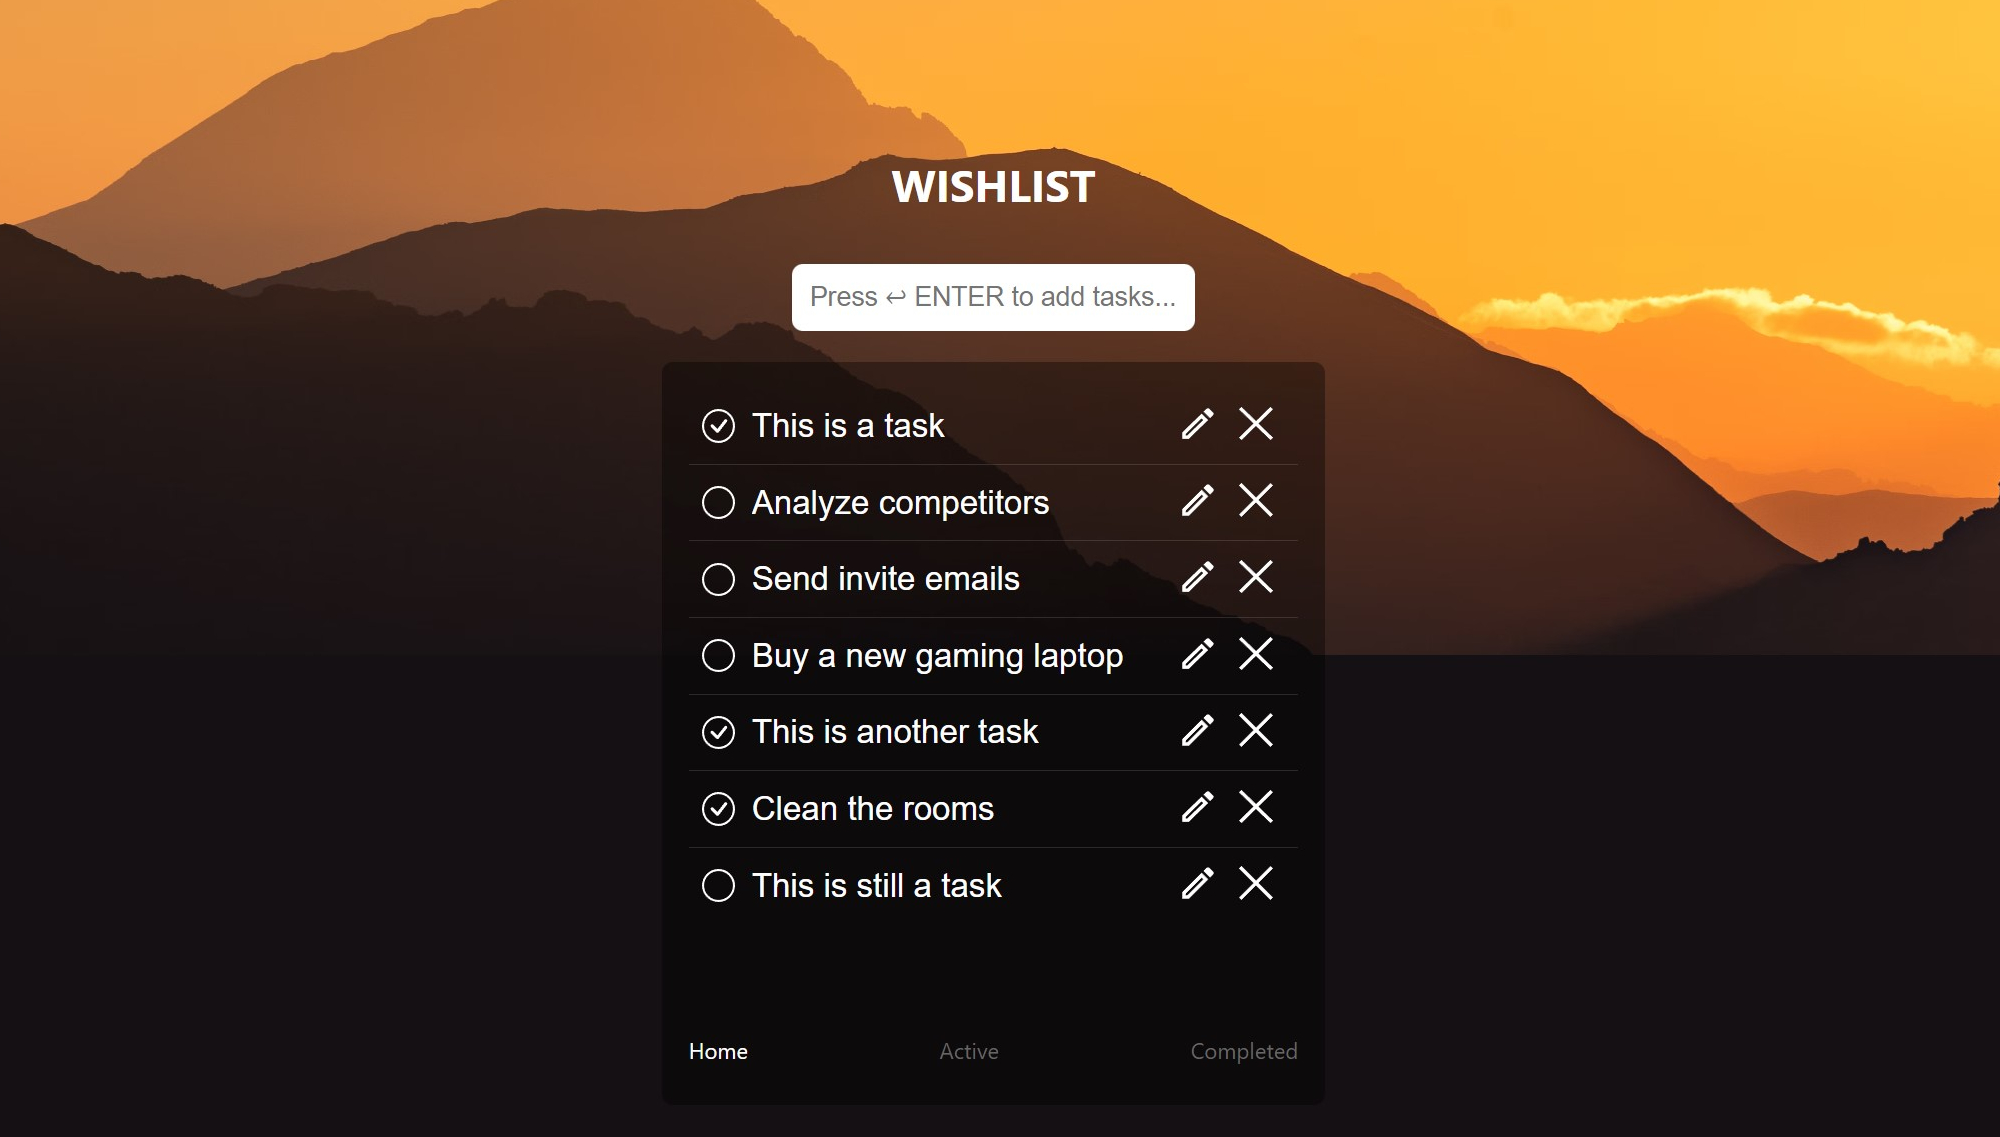 WISHLIST
Press ↩ ENTER to add tasks...
This is a task
Analyze competitors
Send invite emails
Buy a new gaming laptop
This is another task
Clean the rooms
This is still a task
Home Active Completed